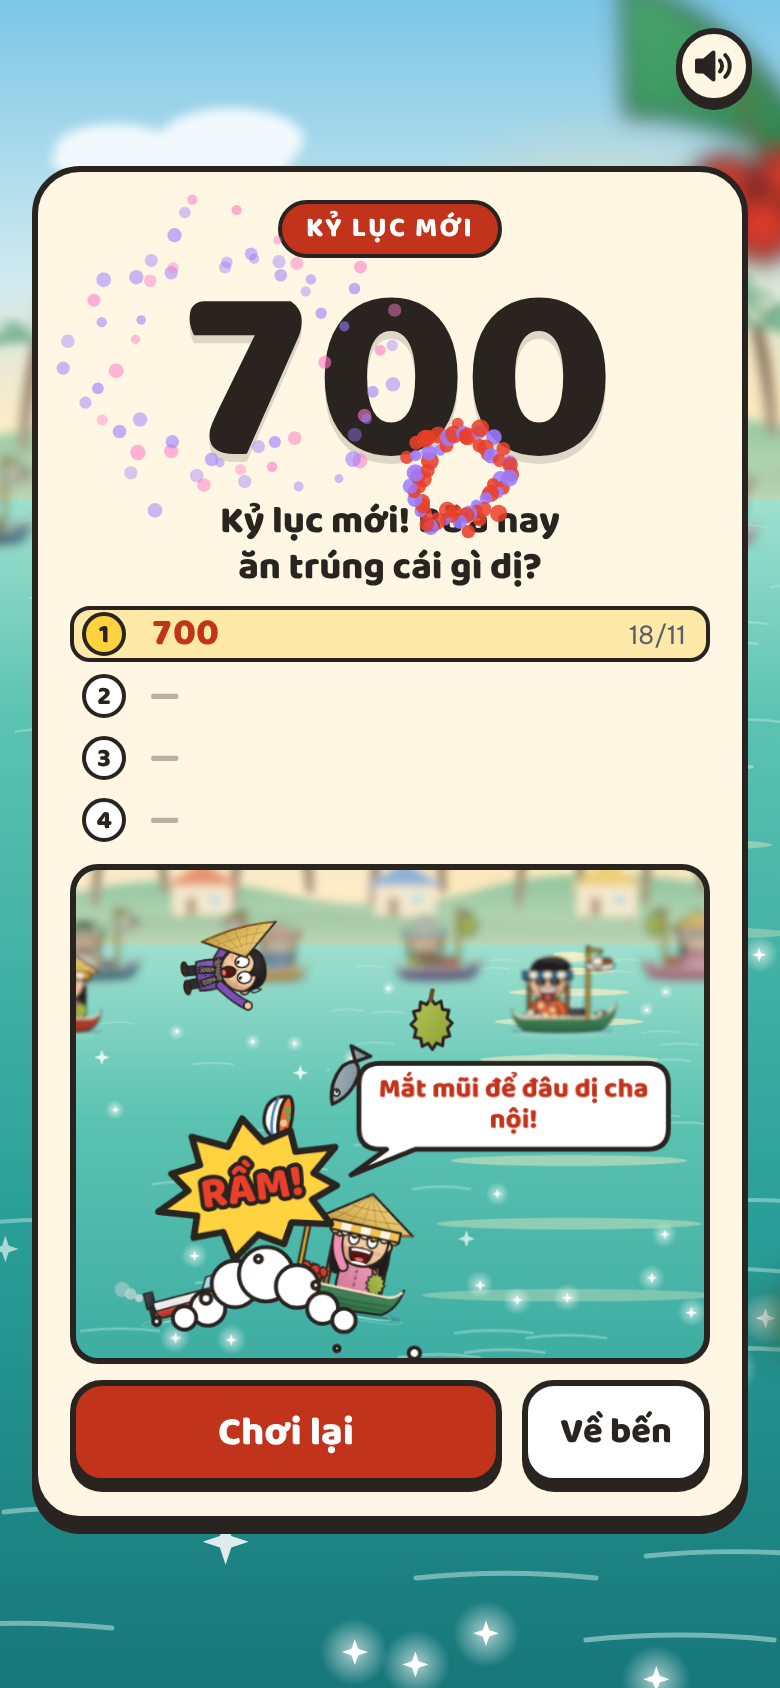 KỶ LỤC MỚI
700
Kỷ lục mới! nay
ăn trúng cái gì dị?
1 700 18/11
2 —
3 —
4 —
Mắt mũi để đâu dị cha
nội!
RẦM!
Chơi lại
Về bến